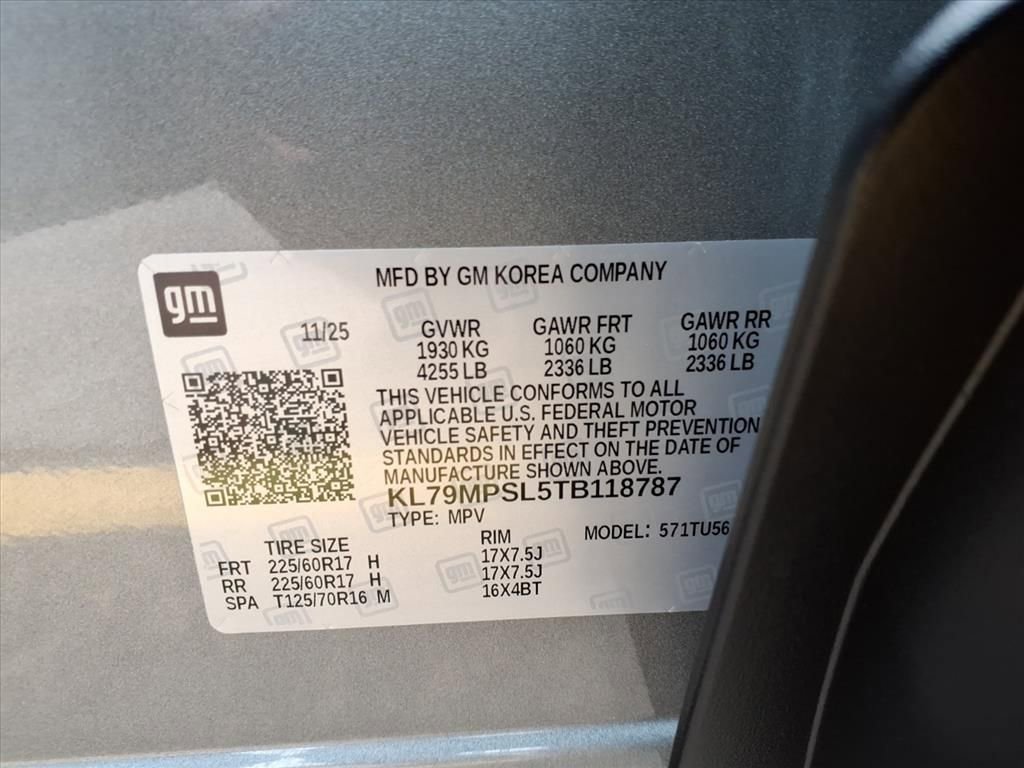 gm
MFD BY GM KOREA COMPANY
11/25 GVWR GAWR FRT GAWR RR
1930 KG 1060 KG 1060 KG
4255 LB 2336 LB 2336 LB
THIS VEHICLE CONFORMS TO ALL
APPLICABLE U.S. FEDERAL MOTOR
VEHICLE SAFETY AND THEFT PREVENTION
STANDARDS IN EFFECT ON THE DATE OF
MANUFACTURE SHOWN ABOVE.
KL79MPSL5TB118787
TYPE: MPV MODEL: 571TU56
TIRE SIZE RIM
FRT 225/60R17 H 17X7.5J
RR 225/60R17 H 17X7.5J
SPA T125/70R16 M 16X4BT